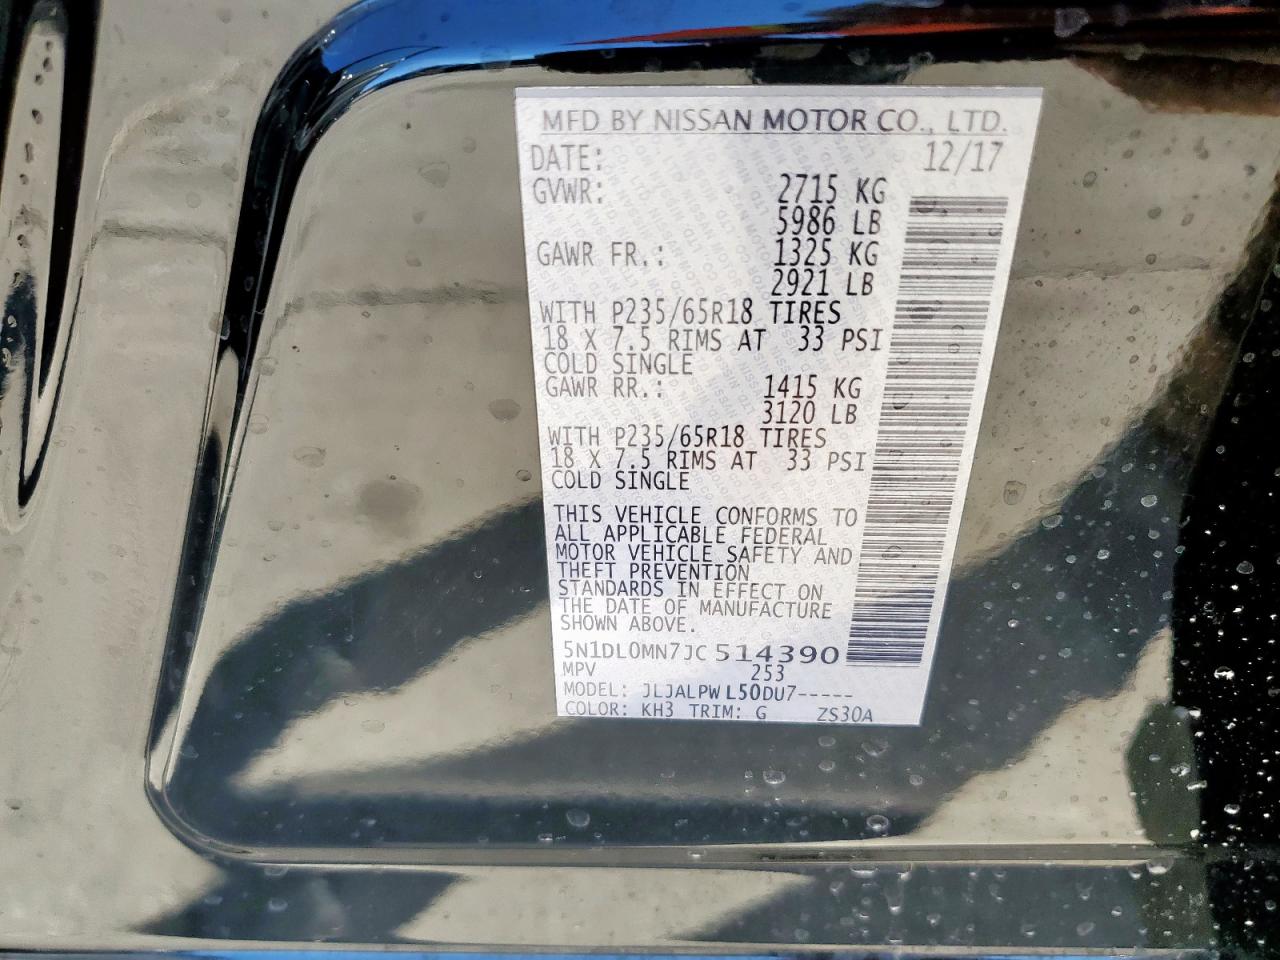 MFD BY NISSAN MOTOR CO., LTD.
DATE: 12/17
GVWR: 2715 KG
5986 LB
GAWR FR.: 1325 KG
2921 LB
WITH P235/65R18 TIRES
18 X 7.5 RIMS AT 33 PSI
COLD SINGLE
GAWR RR.: 1415 KG
3120 LB
WITH P235/65R18 TIRES
18 X 7.5 RIMS AT 33 PSI
COLD SINGLE
THIS VEHICLE CONFORMS TO
ALL APPLICABLE FEDERAL
MOTOR VEHICLE SAFETY AND
THEFT PREVENTION
STANDARDS IN EFFECT ON
THE DATE OF MANUFACTURE
SHOWN ABOVE.
5N1DL0MN7JC514390
MPV 253
MODEL: JLJALPWL50DU7-----
COLOR: KH3 TRIM: G ZS30A